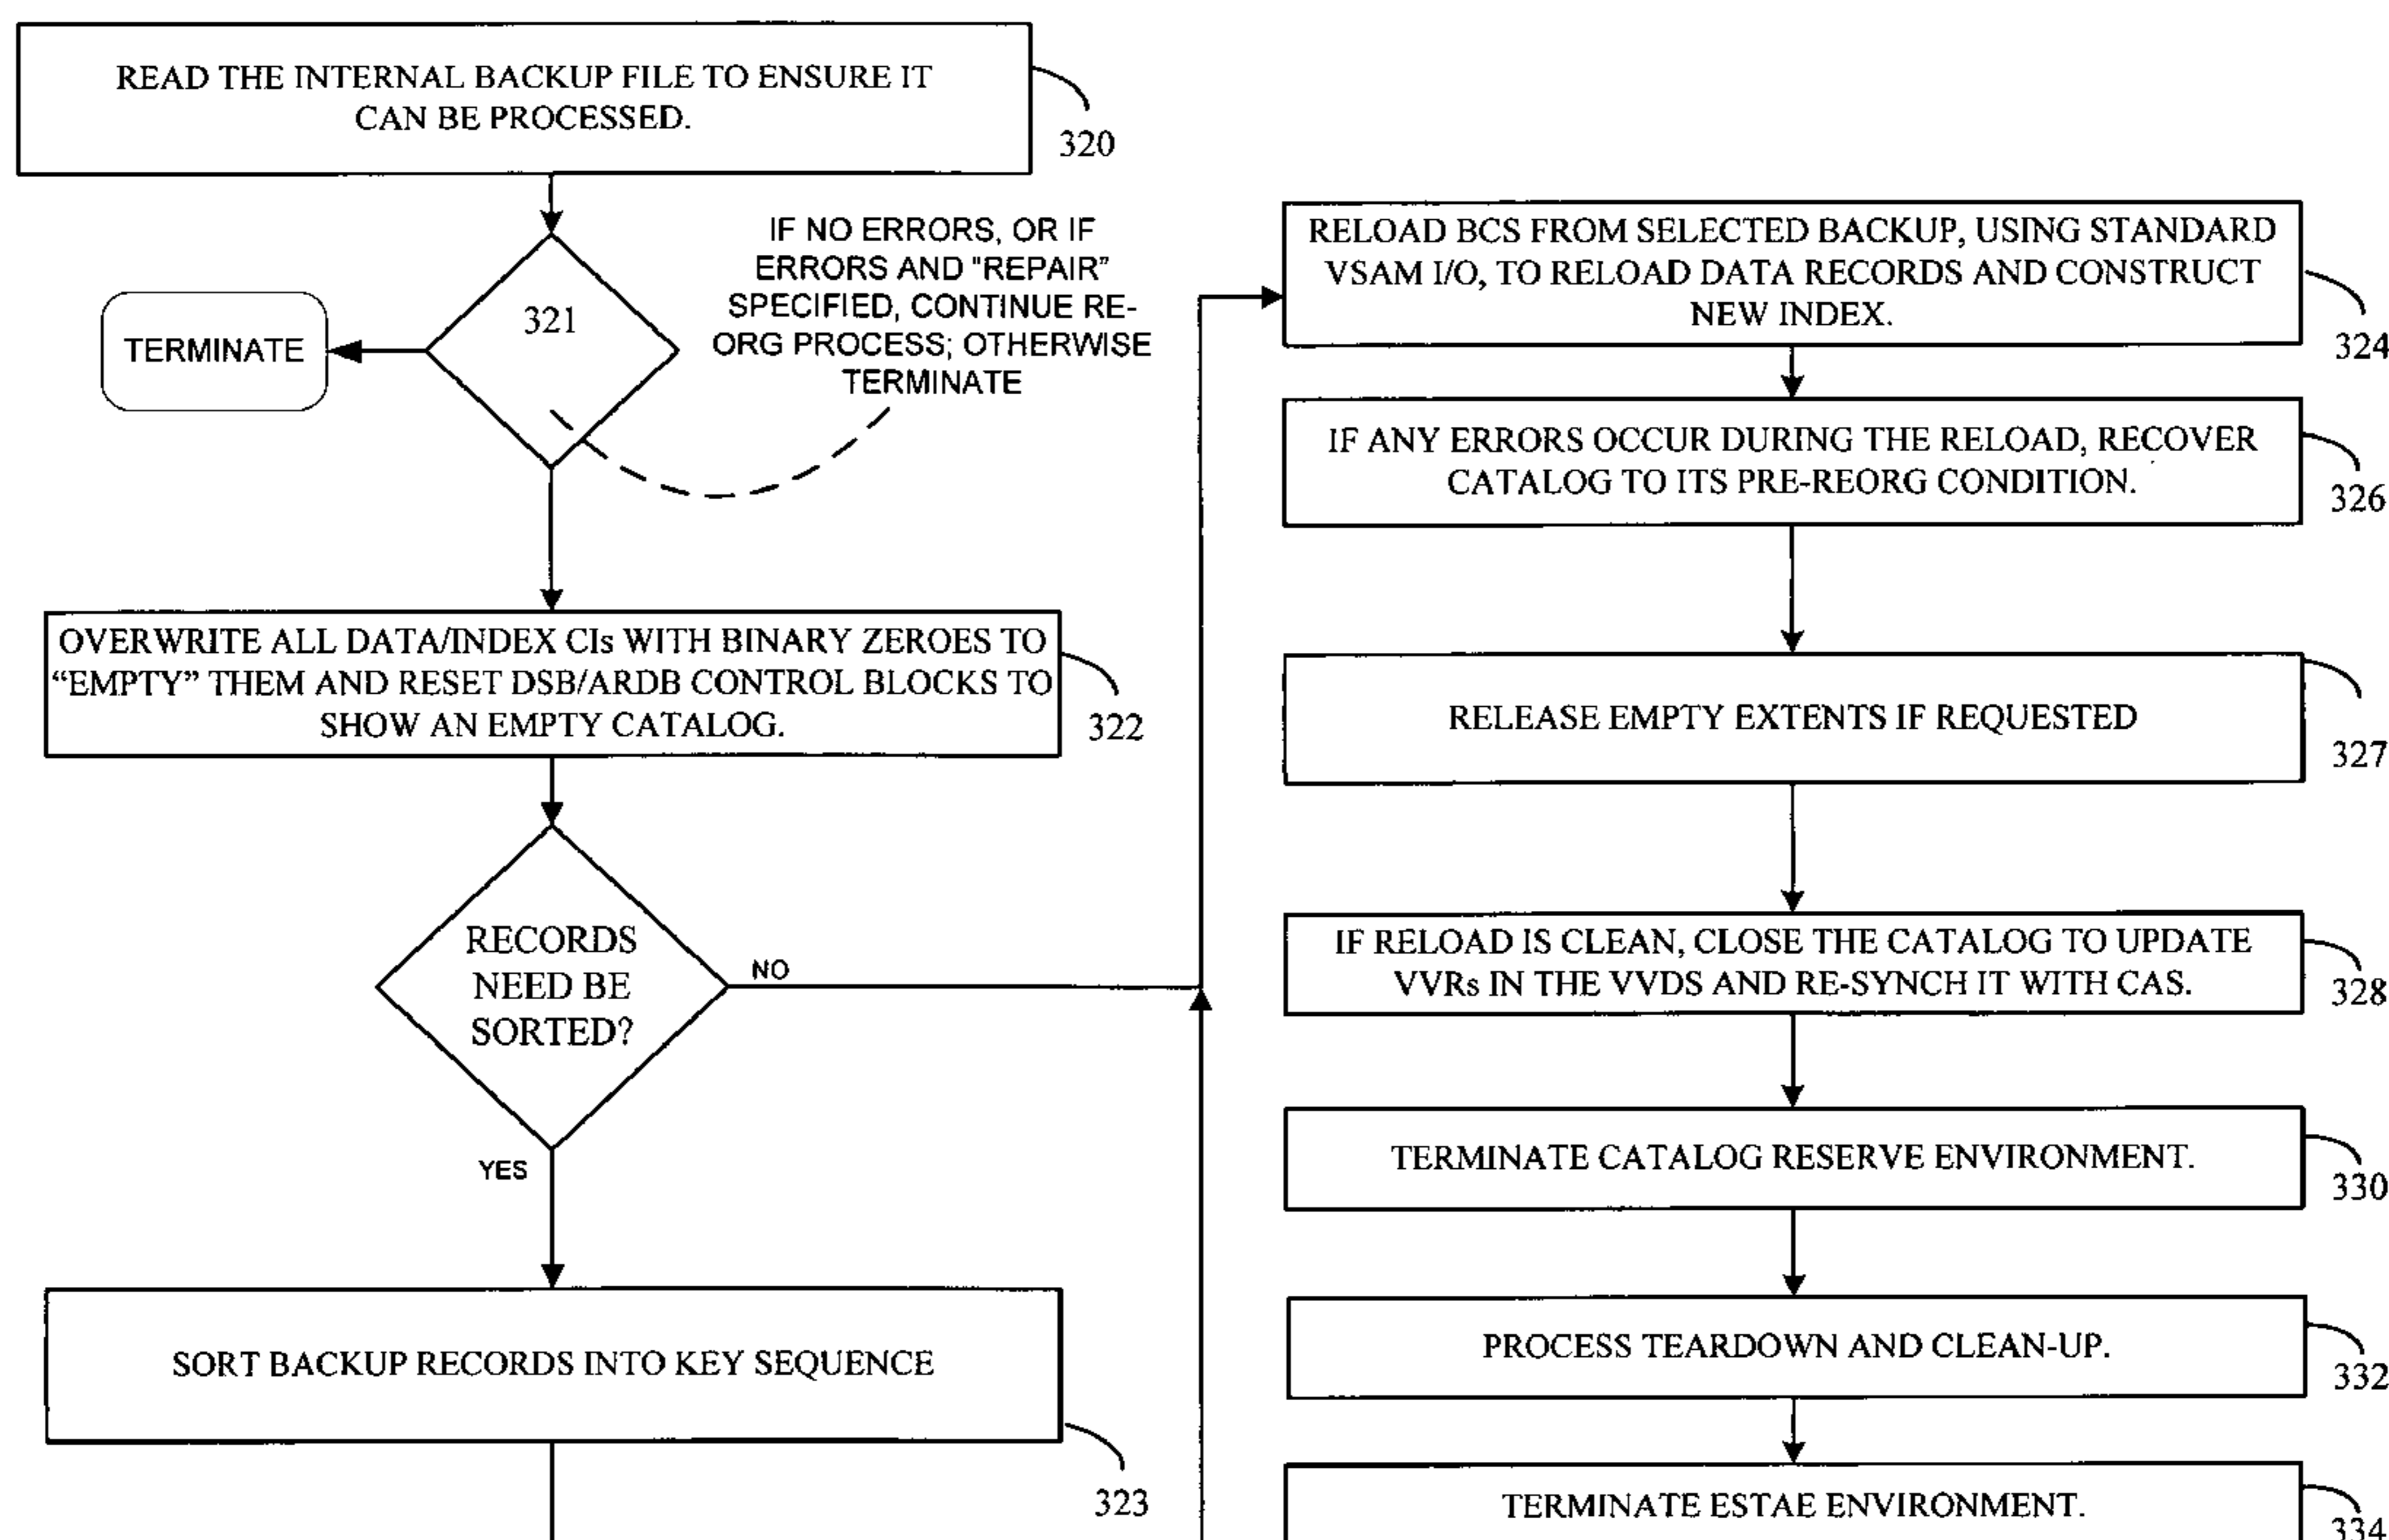 READ THE INTERNAL BACKUP FILE TO ENSURE IT
CAN BE PROCESSED.
320
IF NO ERRORS, OR IF
ERRORS AND "REPAIR"
SPECIFIED, CONTINUE RE-
ORG PROCESS; OTHERWISE
TERMINATE
321
TERMINATE
OVERWRITE ALL DATA/INDEX CIs WITH BINARY ZEROES TO
“EMPTY” THEM AND RESET DSB/ARDB CONTROL BLOCKS TO
SHOW AN EMPTY CATALOG.
322
RECORDS
NEED BE
SORTED?
NO
YES
SORT BACKUP RECORDS INTO KEY SEQUENCE
323
RELOAD BCS FROM SELECTED BACKUP, USING STANDARD
VSAM I/O, TO RELOAD DATA RECORDS AND CONSTRUCT
NEW INDEX.
324
IF ANY ERRORS OCCUR DURING THE RELOAD, RECOVER
CATALOG TO ITS PRE-REORG CONDITION.
326
RELEASE EMPTY EXTENTS IF REQUESTED
327
IF RELOAD IS CLEAN, CLOSE THE CATALOG TO UPDATE
VVRs IN THE VVDS AND RE-SYNCH IT WITH CAS.
328
TERMINATE CATALOG RESERVE ENVIRONMENT.
330
PROCESS TEARDOWN AND CLEAN-UP.
332
TERMINATE ESTAE ENVIRONMENT.
334